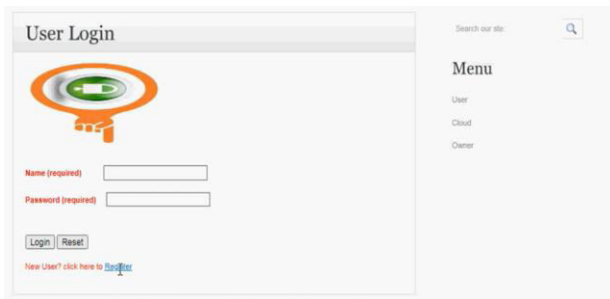 User Login
Name (required)
Password (required)
Login Reset
New User? click here to Register
Search our site:
Menu
User
Cloud
Owner